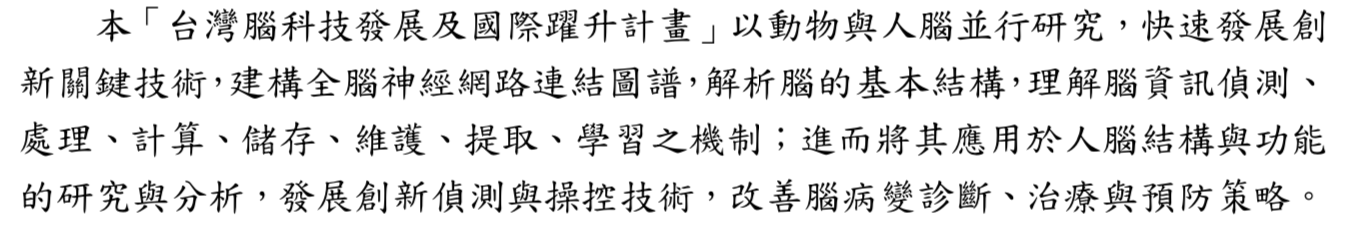 本「台灣腦科技發展及國際躍升計畫」以動物與人腦並行研究，快速發展創
新關鍵技術，建構全腦神經網路連結圖譜，解析腦的基本結構，理解腦資訊偵測、
處理、計算、儲存、維護、提取、學習之機制；進而將其應用於人腦結構與功能
的研究與分析，發展創新偵測與操控技術，改善腦病變診斷、治療與預防策略。